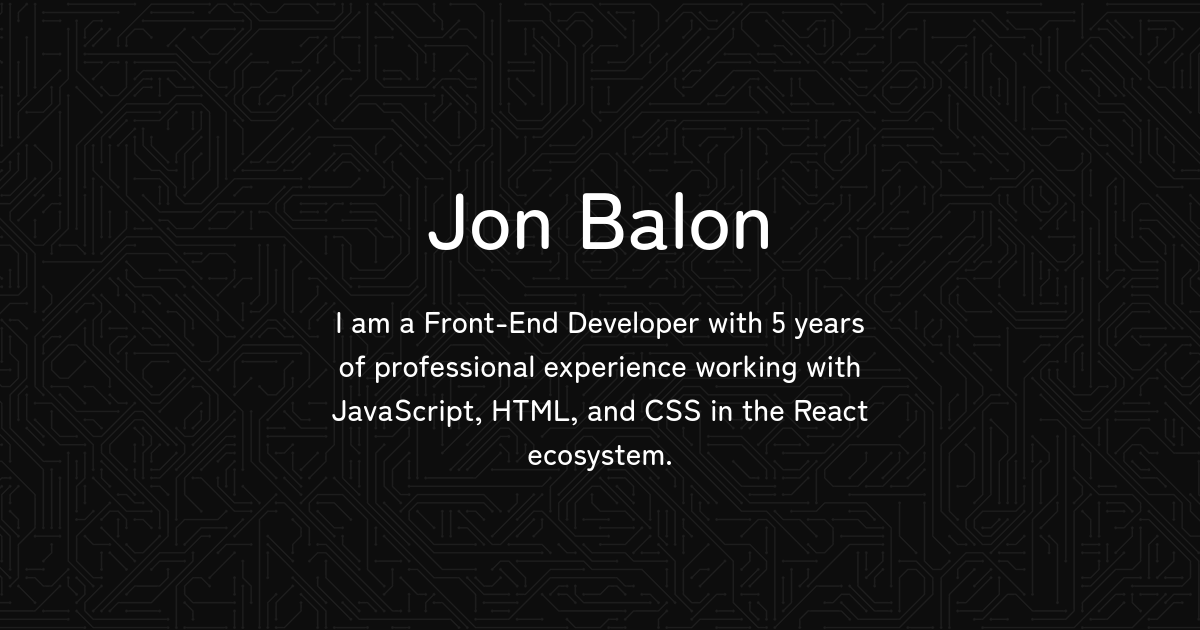 Jon Balon
I am a Front-End Developer with 5 years
of professional experience working with
JavaScript, HTML, and CSS in the React
ecosystem.